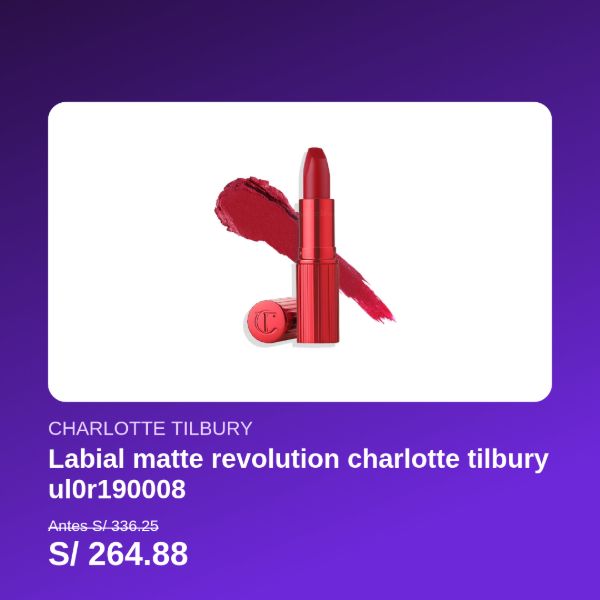 CHARLOTTE TILBURY
Labial matte revolution charlotte tilbury
ul0r190008
Antes S/ 336.25
S/ 264.88